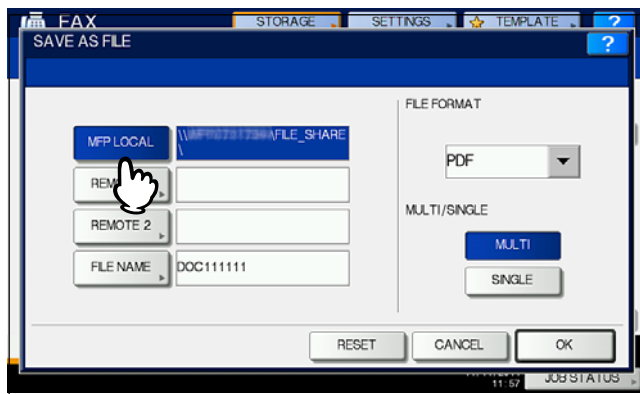 FAX
STORAGE
SETTINGS
TEMPLATE
?
SAVE AS FILE
?
FILE FORMAT
MFP LOCAL
\\ \FILE_SHARE
\
PDF
REMOTE 2
MULTI/SINGLE
MULTI
FILE NAME
DOC111111
SINGLE
RESET
CANCEL
OK
11:57
JOB STATUS